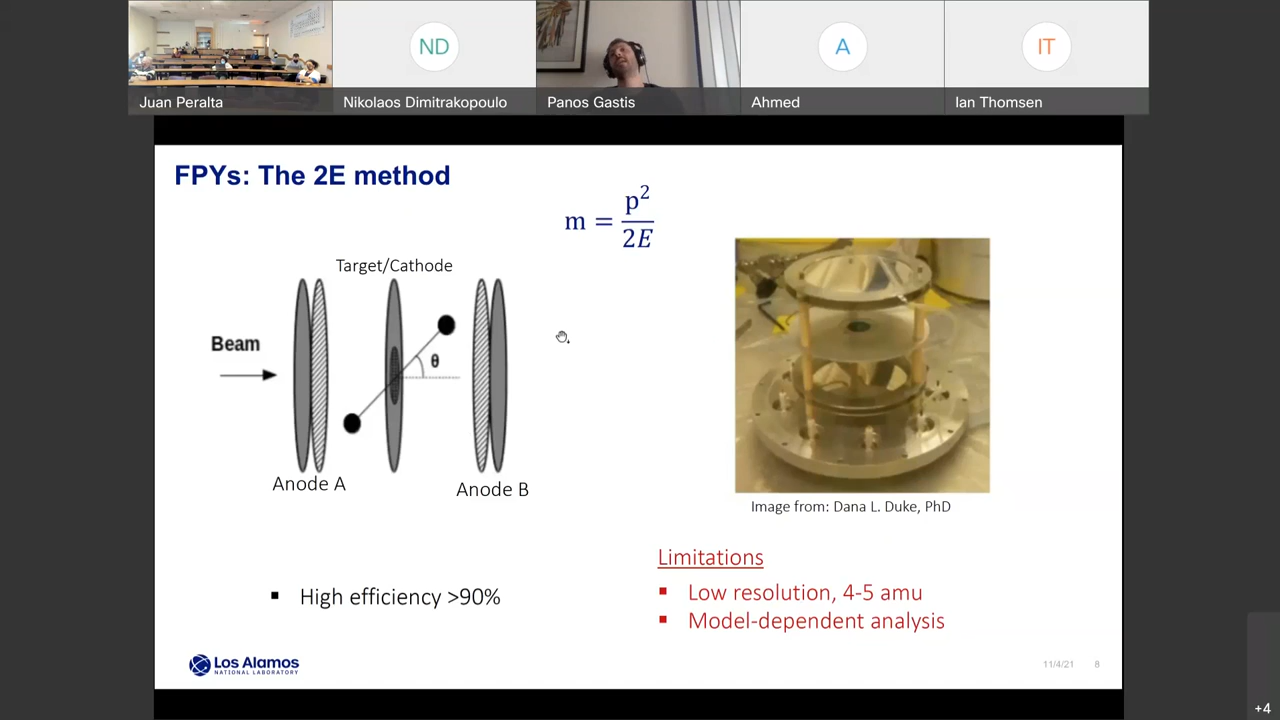 ND
A
IT
Juan Peralta
Nikolaos Dimitrakopoulo
Panos Gastis
Ahmed
Ian Thomsen
FPYs: The 2E method
m = p²/2E
Target/Cathode
Beam
θ
Anode A
Anode B
Image from: Dana L. Duke, PhD
Limitations
▪ Low resolution, 4-5 amu
▪ Model-dependent analysis
▪ High efficiency >90%
Los Alamos
NATIONAL LABORATORY
11/4/21 8
+4